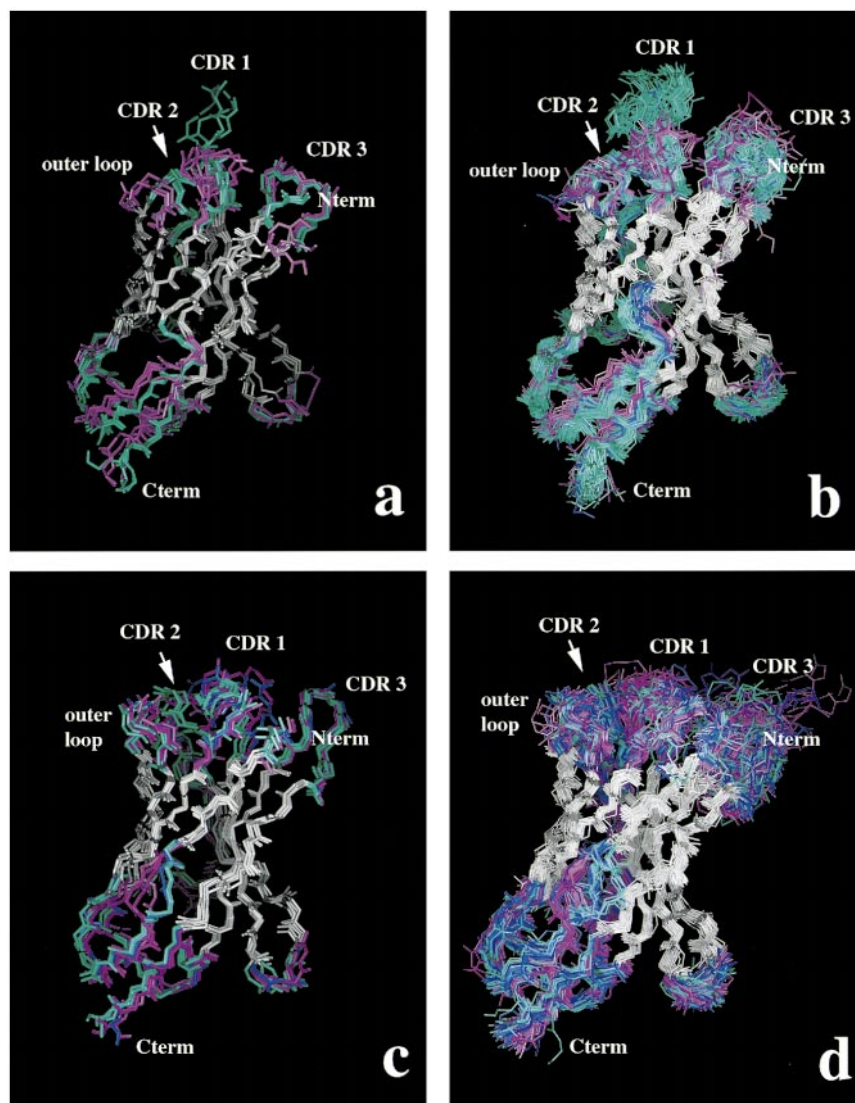 CDR 1
CDR 2
outer loop
CDR 3
Nterm
Cterm
a
CDR 1
CDR 2
CDR 3
outer loop
Nterm
Cterm
b
CDR 2
CDR 1
CDR 3
outer
loop
Nterm
Cterm
c
CDR 2
CDR 1
CDR 3
outer
loop
Nterm
Cterm
d